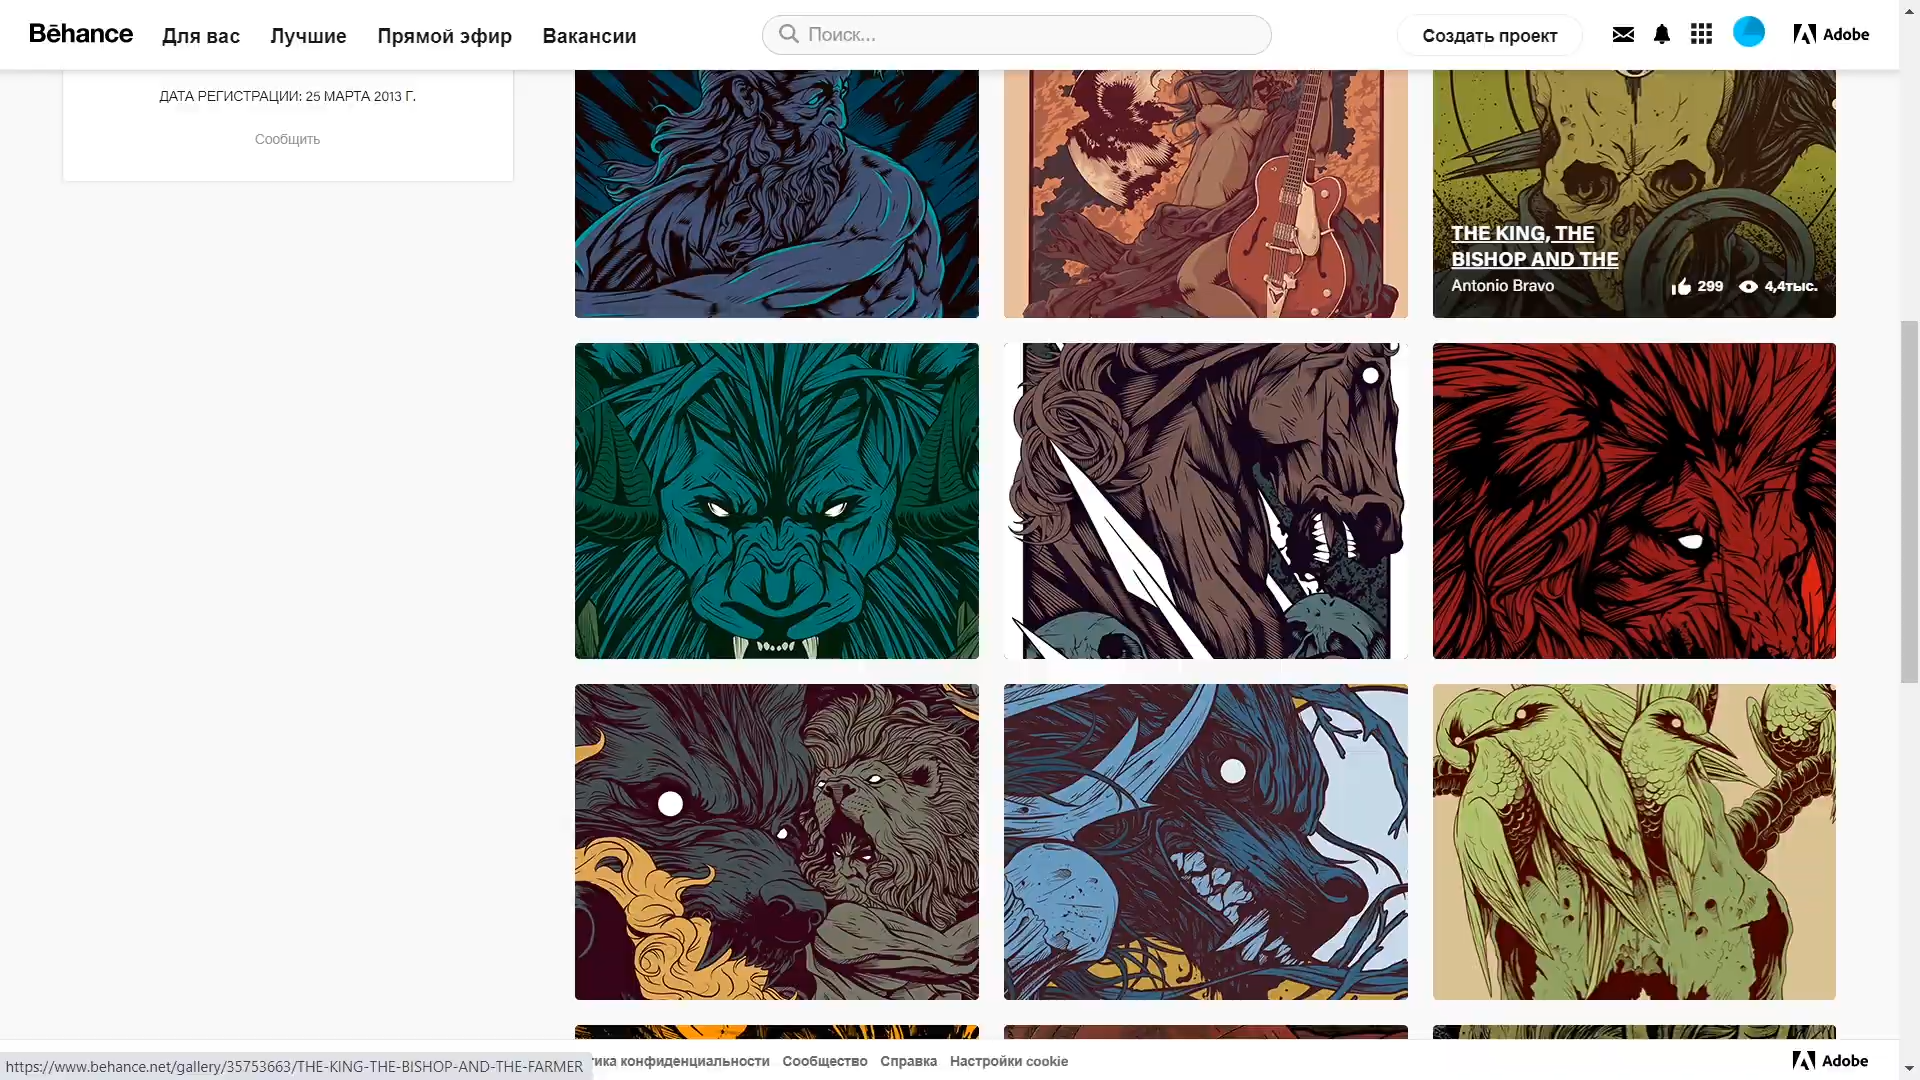 Bēhance
Для вас
Лучшие
Прямой эфир
Вакансии
Поиск...
Создать проект
Adobe
ДАТА РЕГИСТРАЦИИ: 25 МАРТА 2013 Г.
Сообщить
THE KING, THE
BISHOP AND THE
Antonio Bravo
299
4,4тыс.
https://www.behance.net/gallery/35753663/THE-KING-THE-BISHOP-AND-THE-FARMER
тика конфиденциальности
Сообщество
Справка
Настройки cookie
Adobe